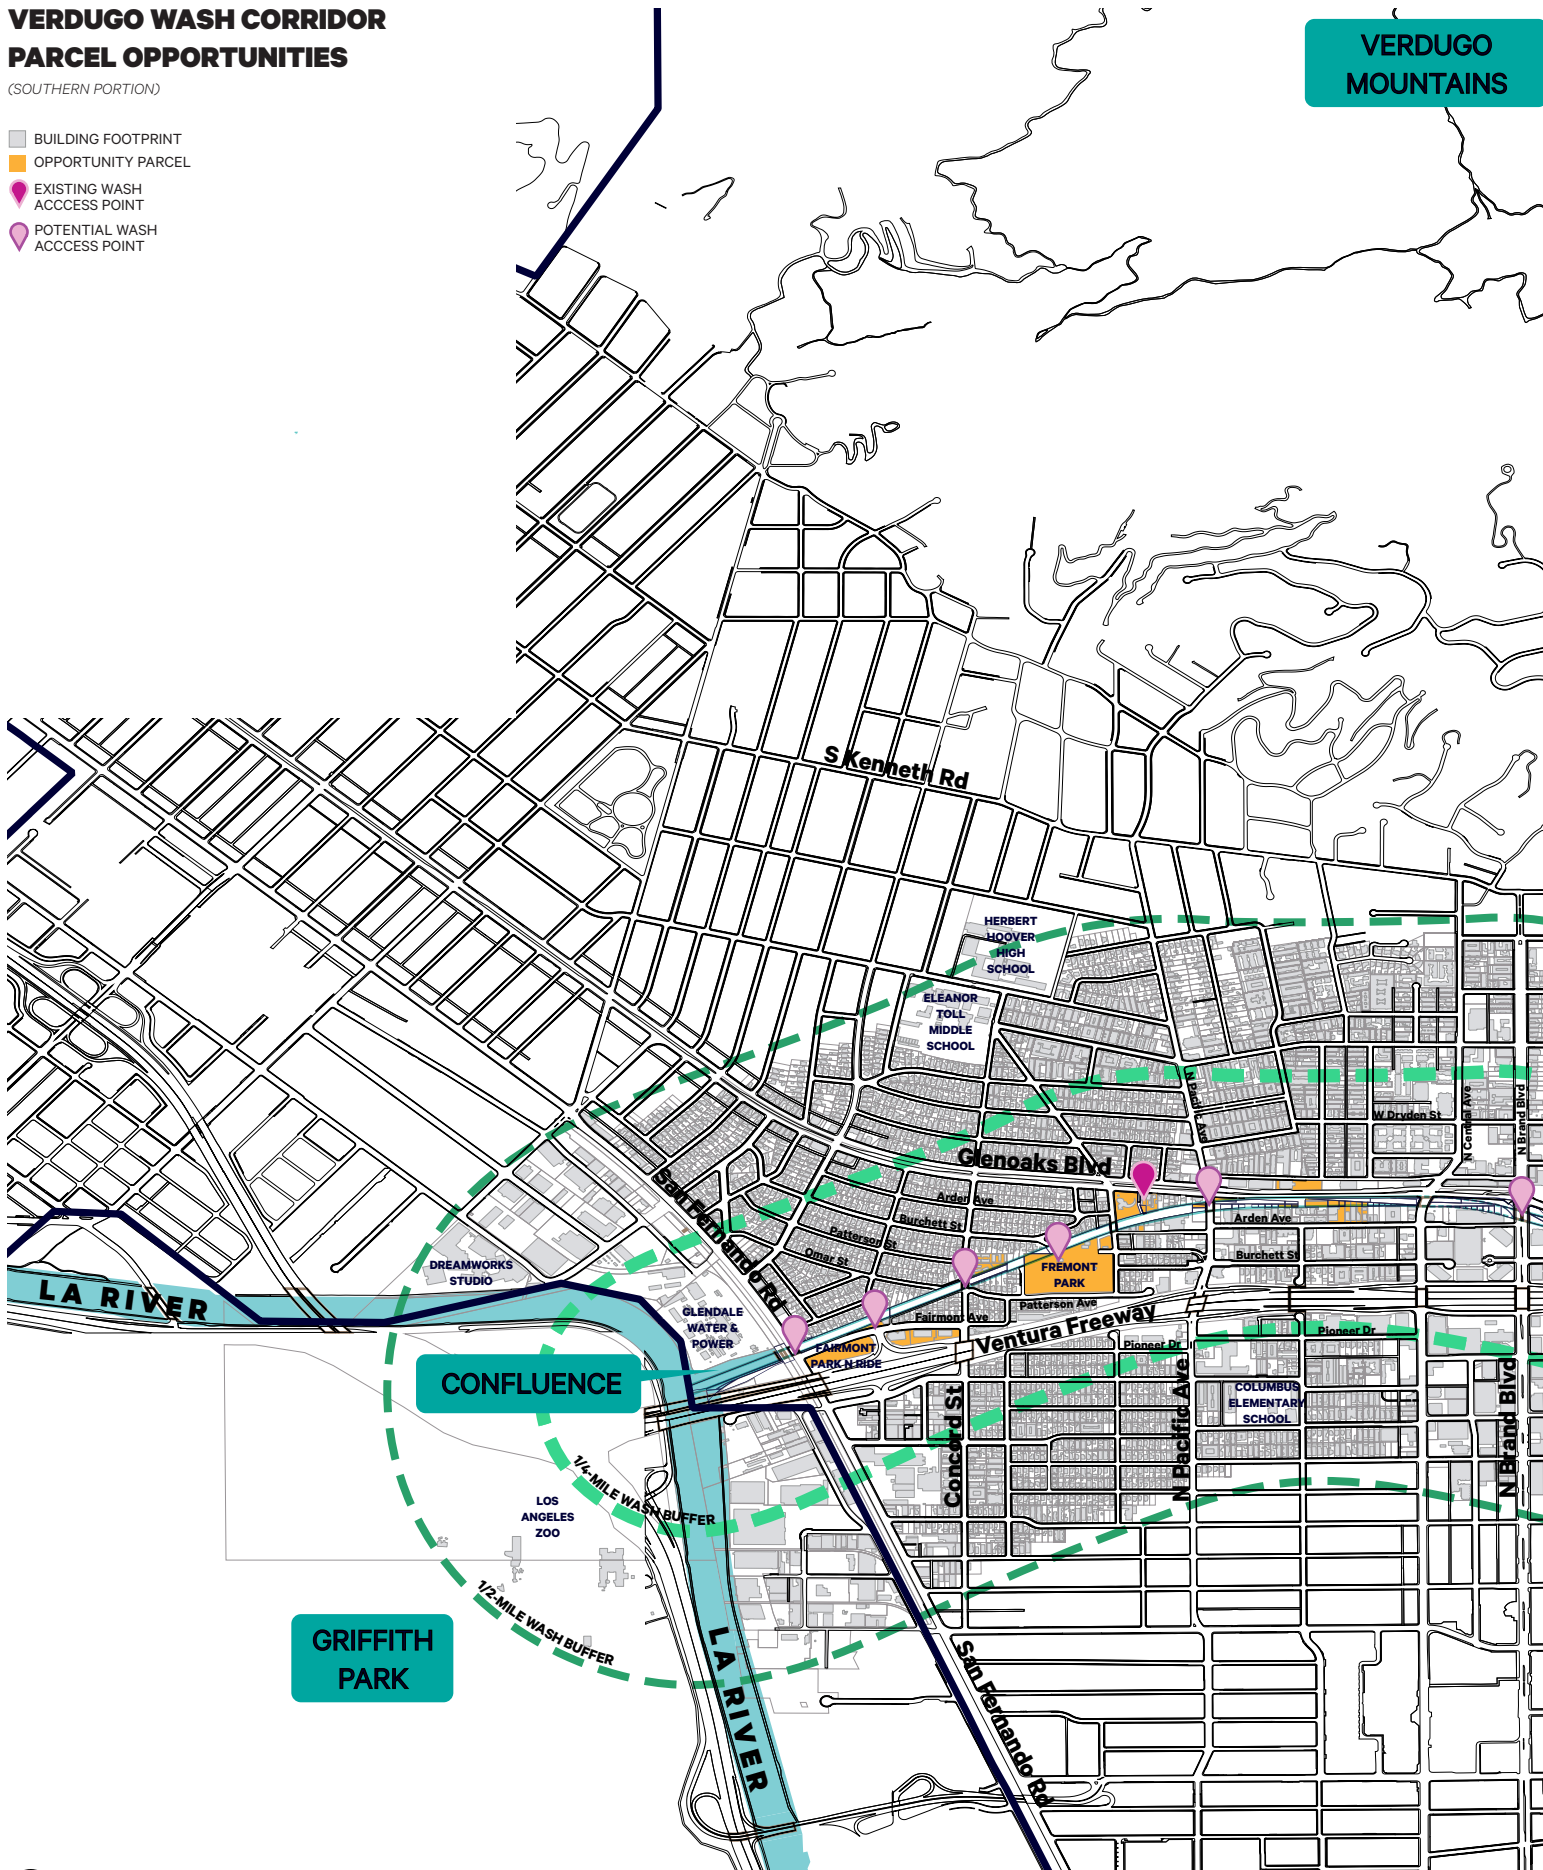 VERDUGO WASH CORRIDOR
PARCEL OPPORTUNITIES
(SOUTHERN PORTION)
BUILDING FOOTPRINT
OPPORTUNITY PARCEL
EXISTING WASH
ACCCESS POINT
POTENTIAL WASH
ACCCESS POINT
VERDUGO
MOUNTAINS
S Kenneth Rd
HERBERT
HOOVER
HIGH
SCHOOL
ELEANOR
TOLL
MIDDLE
SCHOOL
N Pacific Ave
W Dryden St
N Central Ave
N Brand Blvd
Glenoaks Blvd
San Fernando Rd
Arden Ave
Burchett St
Patterson St
Omar St
Arden Ave
Burchett St
DREAMWORKS
STUDIO
FREMONT
PARK
LA RIVER
GLENDALE
WATER &
POWER
Patterson Ave
Fairmont Ave
Ventura Freeway
Pioneer Dr
Pioneer Dr
FAIRMONT
PARK N RIDE
CONFLUENCE
COLUMBUS
ELEMENTARY
SCHOOL
Concord St
N Pacific Ave
N Brand Blvd
1/4-MILE WASH BUFFER
LOS
ANGELES
ZOO
1/2-MILE WASH BUFFER
GRIFFITH
PARK
LA RIVER
San Fernando Rd